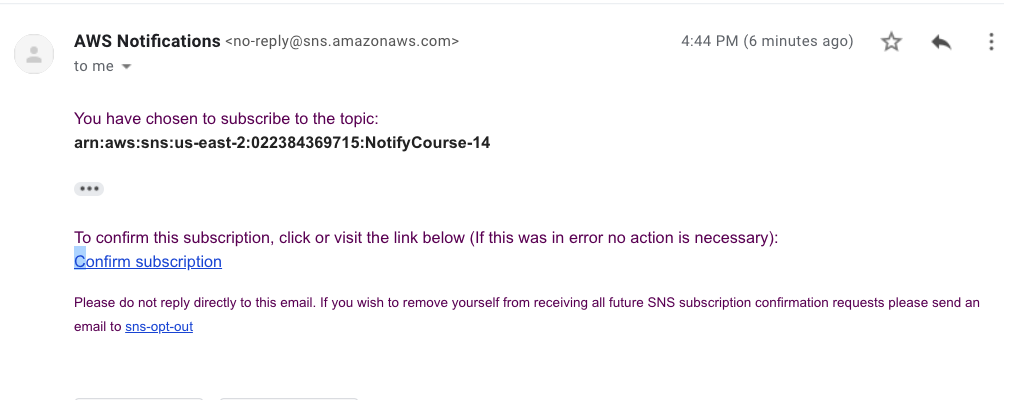 AWS Notifications <no-reply@sns.amazonaws.com> 4:44 PM (6 minutes ago)
to me
You have chosen to subscribe to the topic:
arn:aws:sns:us-east-2:022384369715:NotifyCourse-14
•••
To confirm this subscription, click or visit the link below (If this was in error no action is necessary):
Confirm subscription
Please do not reply directly to this email. If you wish to remove yourself from receiving all future SNS subscription confirmation requests please send an
email to sns-opt-out